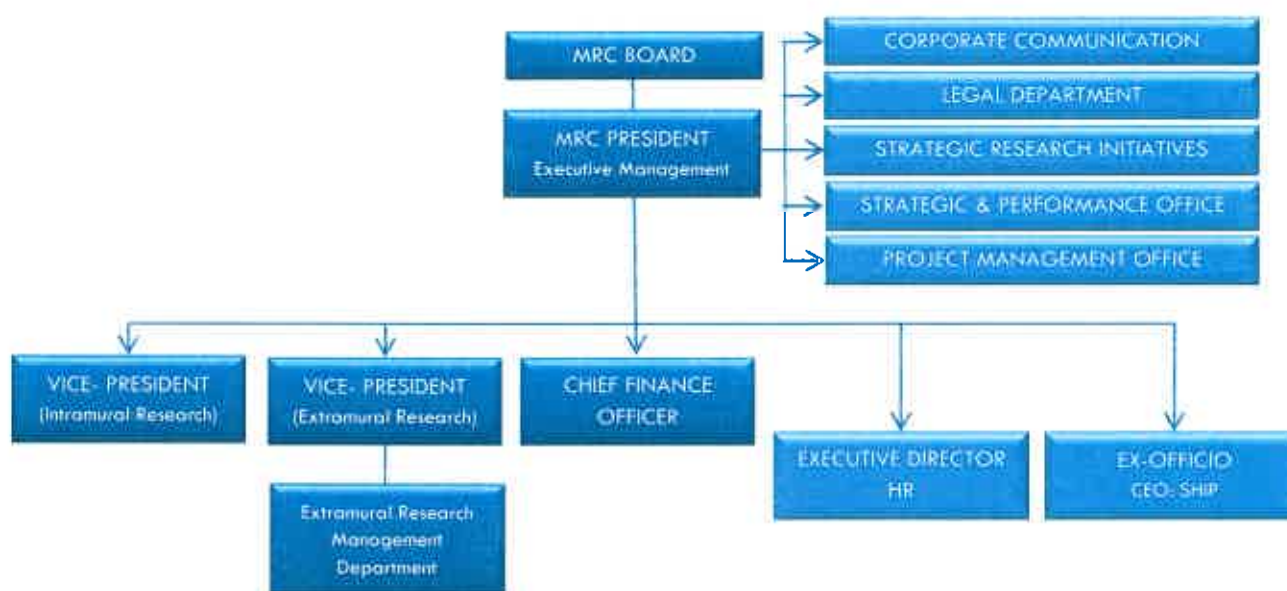 MRC BOARD
MRC PRESIDENT
Executive Management
CORPORATE COMMUNICATION
LEGAL DEPARTMENT
STRATEGIC RESEARCH INITIATIVES
STRATEGIC & PERFORMANCE OFFICE
PROJECT MANAGEMENT OFFICE
VICE- PRESIDENT
(Intramural Research)
VICE- PRESIDENT
(Extramural Research)
CHIEF FINANCE
OFFICER
EXECUTIVE DIRECTOR
HR
EX-OFFICIO
CEO: SHIP
Extramural Research
Management
Department